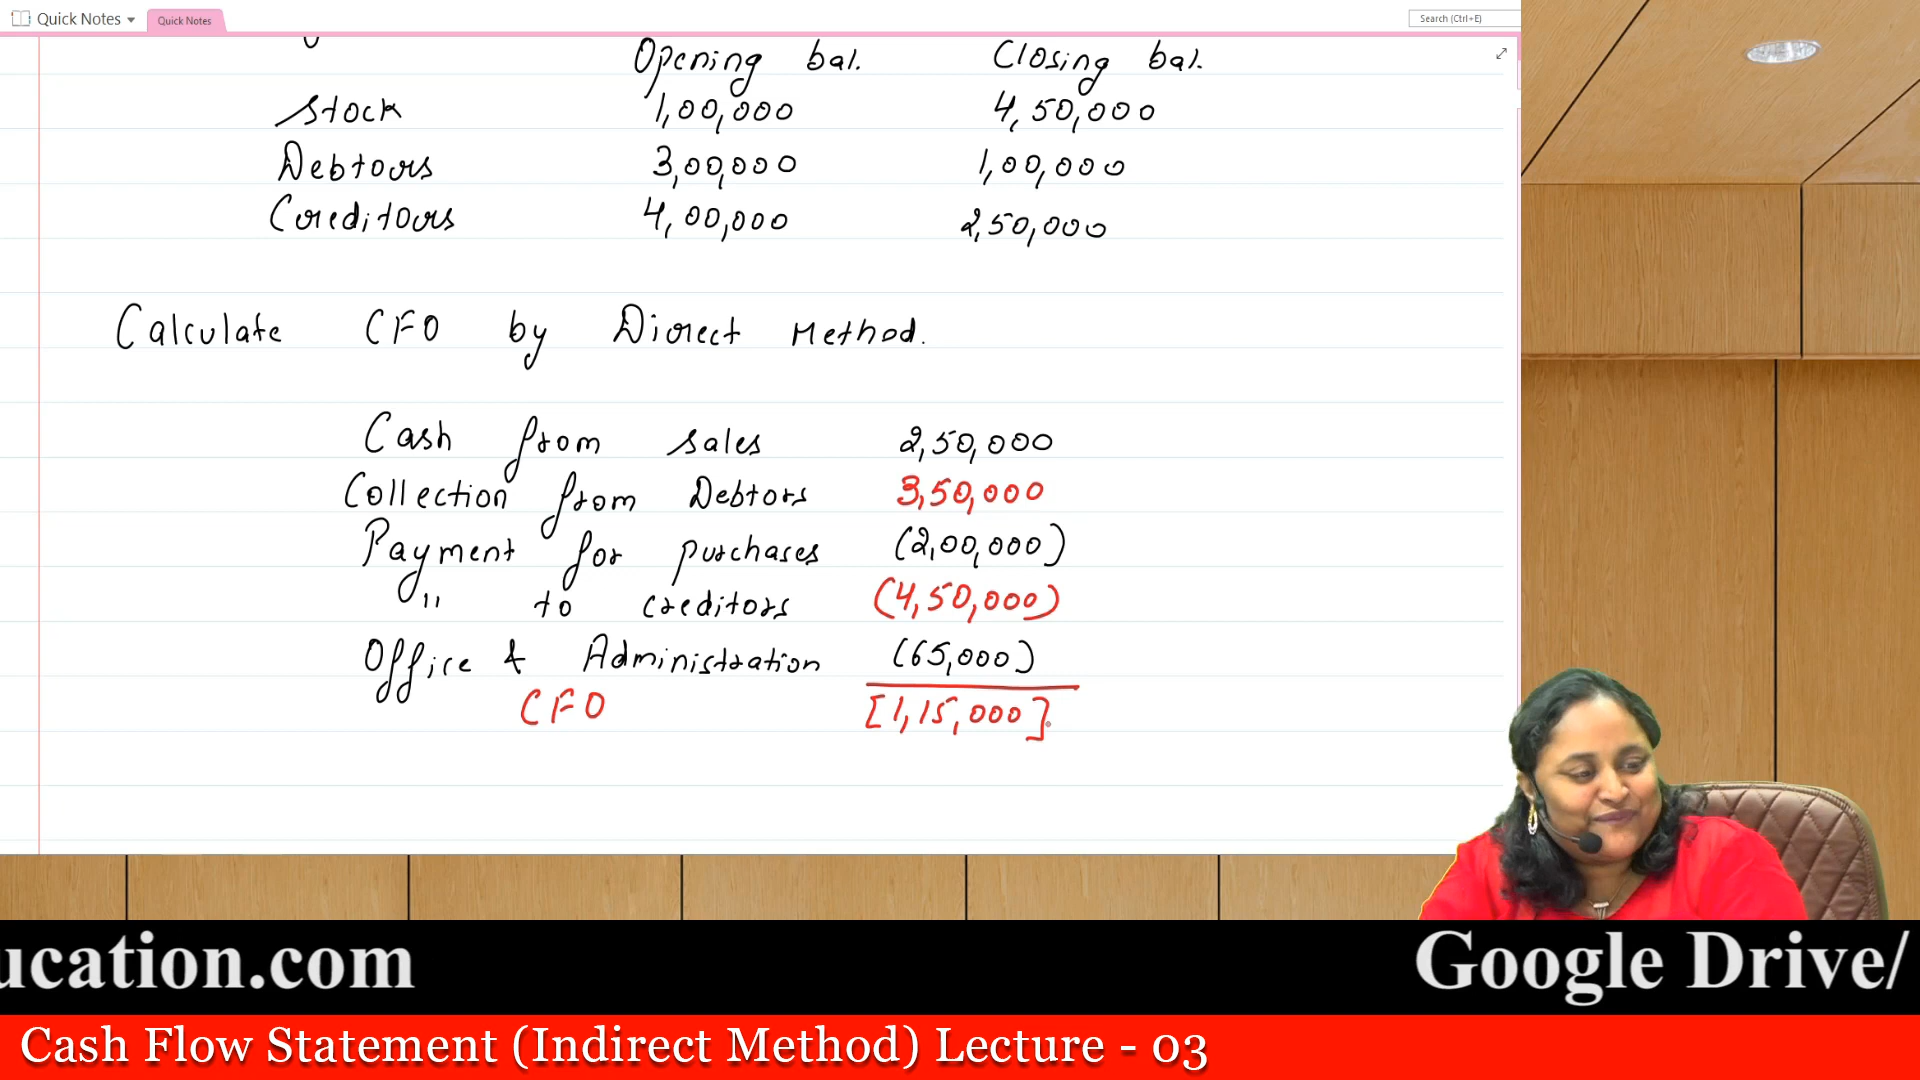 Quick Notes
Quick Notes
Search (Ctrl+E)
Opening bal. Closing bal.
Stock 1,00,000 4,50,000
Debtors 3,00,000 1,00,000
Creditors 4,00,000 2,50,000
Calculate CFO by Direct Method.
Cash from sales 2,50,000
Collection from Debtors 3,50,000
Payment for purchases (2,00,000)
" to creditors (4,50,000)
Office & Administration (65,000)
CFO [1,15,000]
ucation.com Google Drive/
Cash Flow Statement (Indirect Method) Lecture - 03